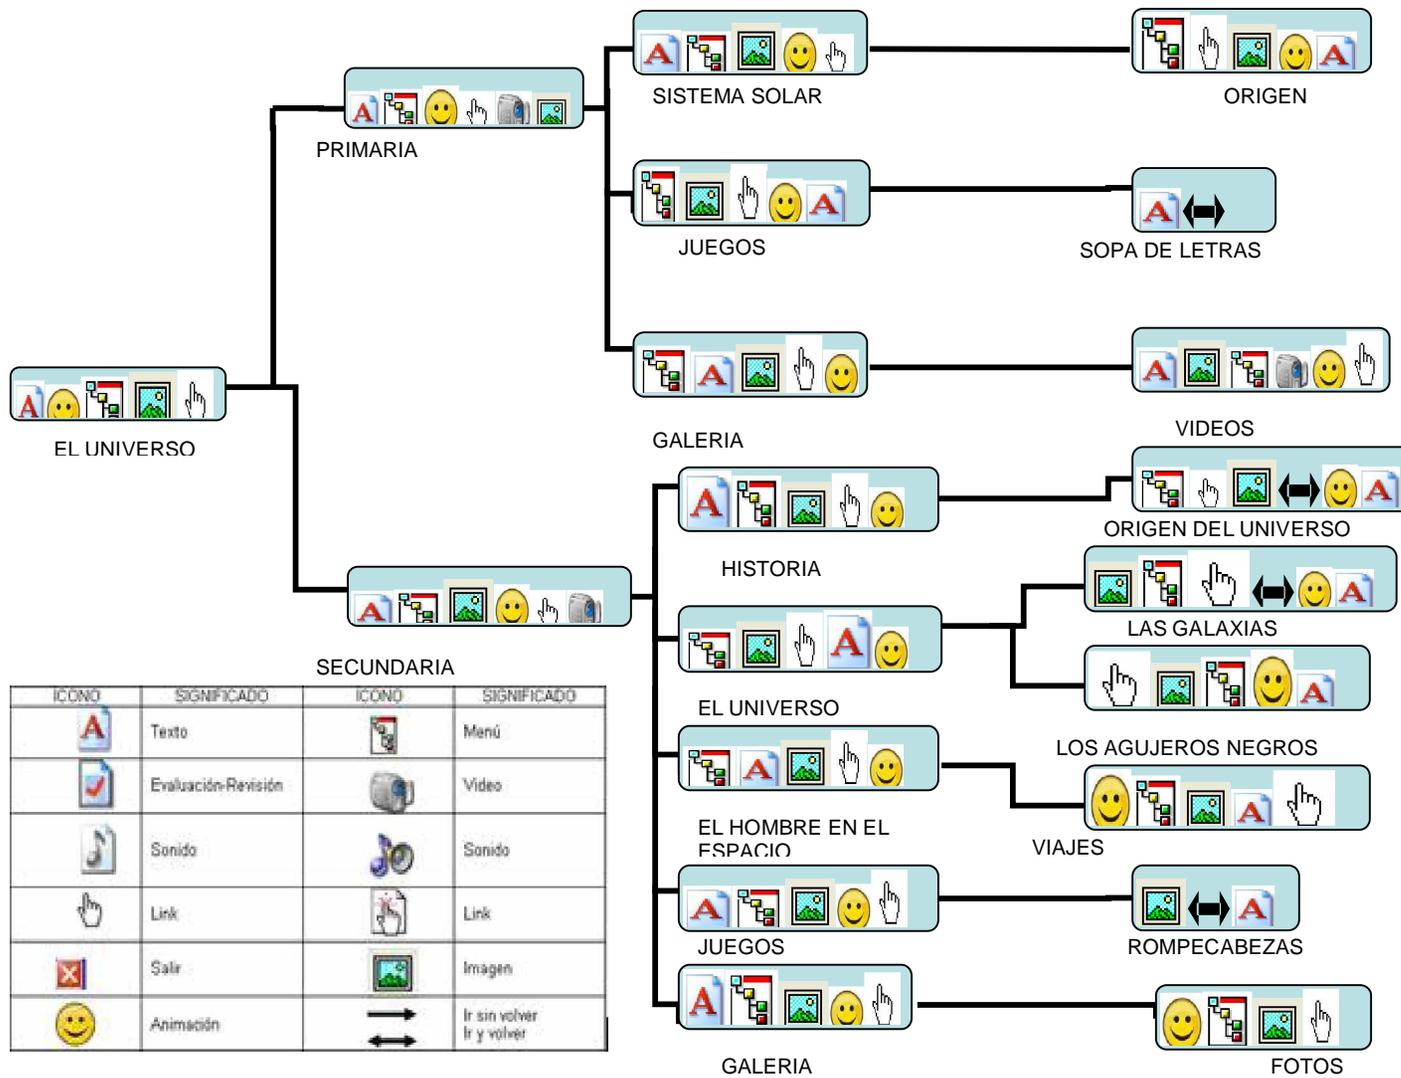 SISTEMA SOLAR
ORIGEN
PRIMARIA
JUEGOS
SOPA DE LETRAS
EL UNIVERSO
GALERIA
VIDEOS
HISTORIA
ORIGEN DEL UNIVERSO
LAS GALAXIAS
SECUNDARIA
EL UNIVERSO
LOS AGUJEROS NEGROS
EL HOMBRE EN EL
ESPACIO
VIAJES
JUEGOS
ROMPECABEZAS
GALERIA
FOTOS
ÍCONO SIGNIFICADO ÍCONO SIGNIFICADO
Texto Menú
Evaluación-Revisión Video
Sonido Sonido
Link Link
Salir Imagen
Animación Ir sin volver
Ir y volver